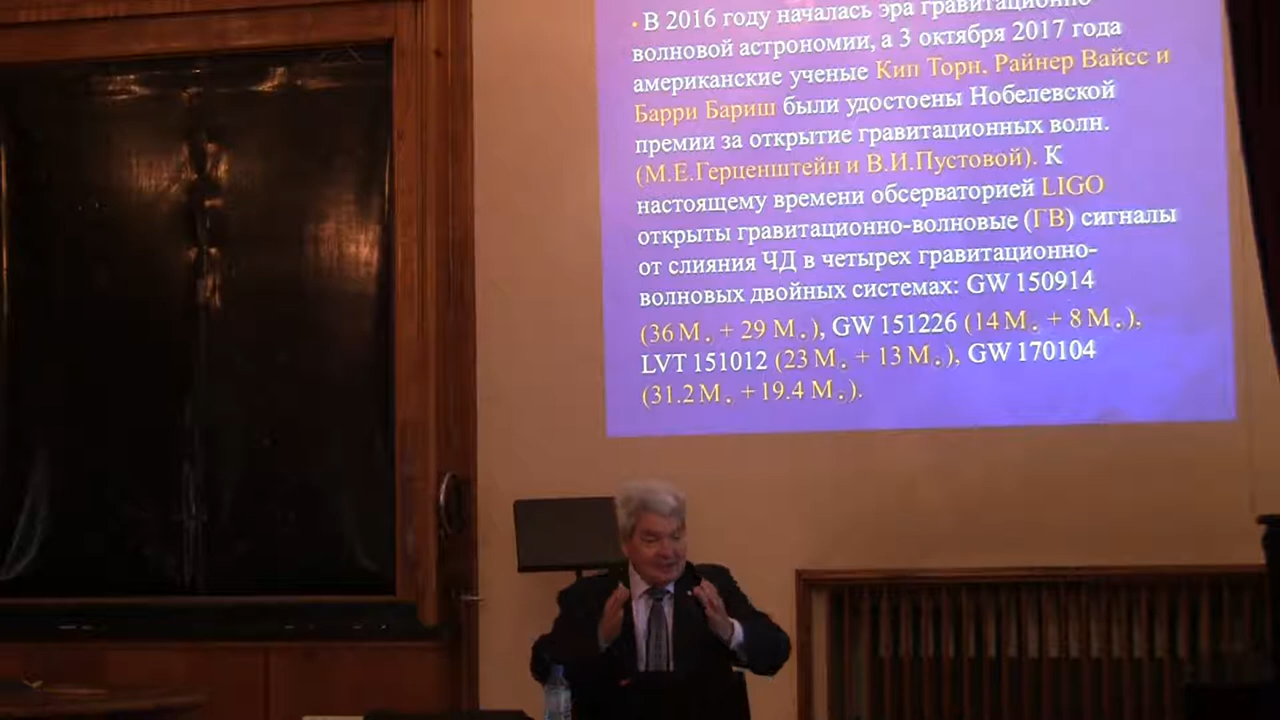 • В 2016 году началась эра гравитационно-
волновой астрономии, а 3 октября 2017 года
американские ученые Кип Торн, Райнер Вайсс и
Барри Бариш были удостоены Нобелевской
премии за открытие гравитационных волн.
(М.Е.Герценштейн и В.И.Пустовой). К
настоящему времени обсерваторией LIGO
открыты гравитационно-волновые (ГВ) сигналы
от слияния ЧД в четырех гравитационно-
волновых двойных системах: GW 150914
(36 M• + 29 M•), GW 151226 (14 M• + 8 M•),
LVT 151012 (23 M• + 13 M•), GW 170104
(31.2 M• + 19.4 M•).